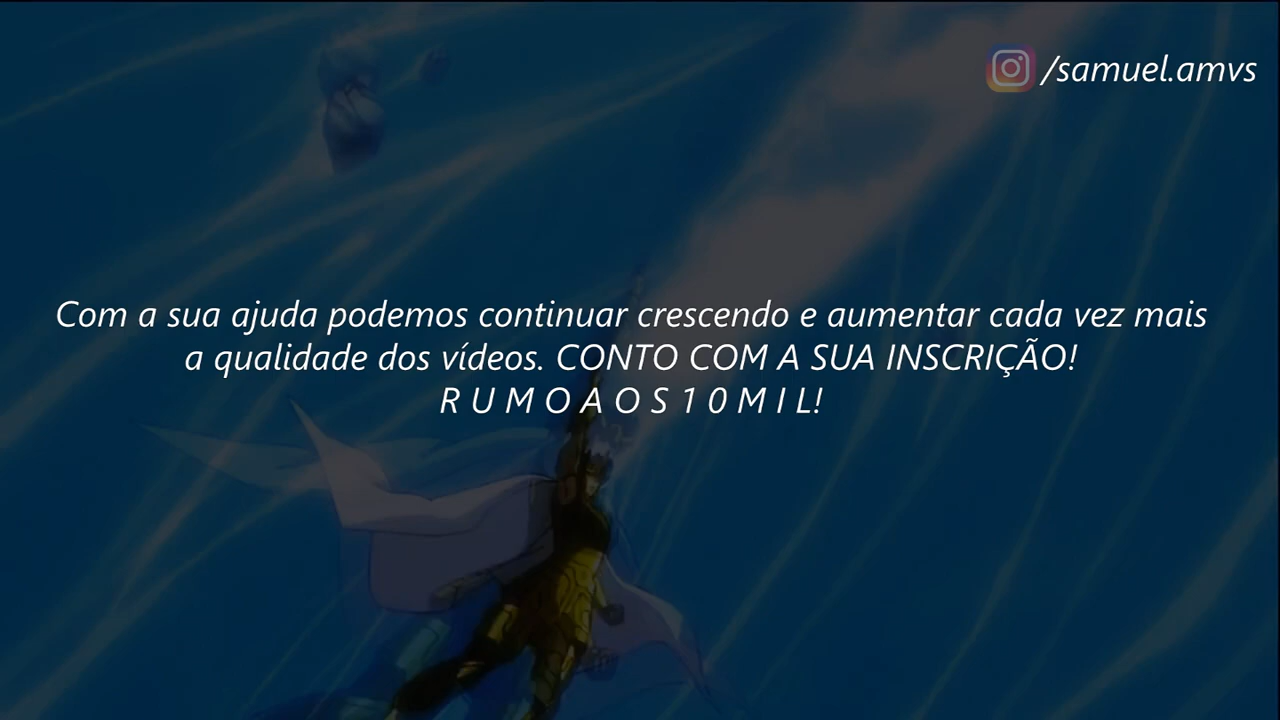 /samuel.amvs
Com a sua ajuda podemos continuar crescendo e aumentar cada vez mais
a qualidade dos vídeos. CONTO COM A SUA INSCRIÇÃO!
R U M O A O S 1 0 M I L!